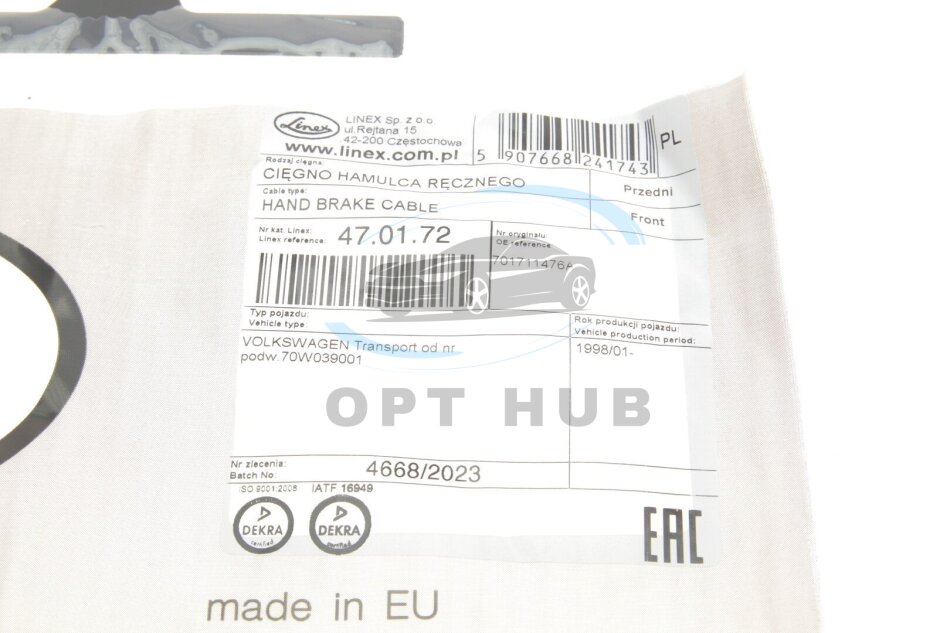 Linex
LINEX Sp. z o.o.
ul.Rejtana 15
42-200 Częstochowa
www.linex.com.pl
5 907668 241743
PL
Rodzaj cięgna:
CIĘGNO HAMULCA RĘCZNEGO
Przedni
Cable type:
HAND BRAKE CABLE
Front
Nr kat. Linex:
Linex reference:
47.01.72
Nr oryginału:
OE reference:
701711476A
Typ pojazdu:
Vehicle type
Rok produkcji pojazdu:
Vehicle production period:
VOLKSWAGEN Transport od nr
podw.70W039001
1998/01-
OPT HUB
Nr zlecenia:
Batch No:
4668/2023
ISO 9001:2008
IATF 16949
DEKRA
certified
DEKRA
certified
EAC
made in EU